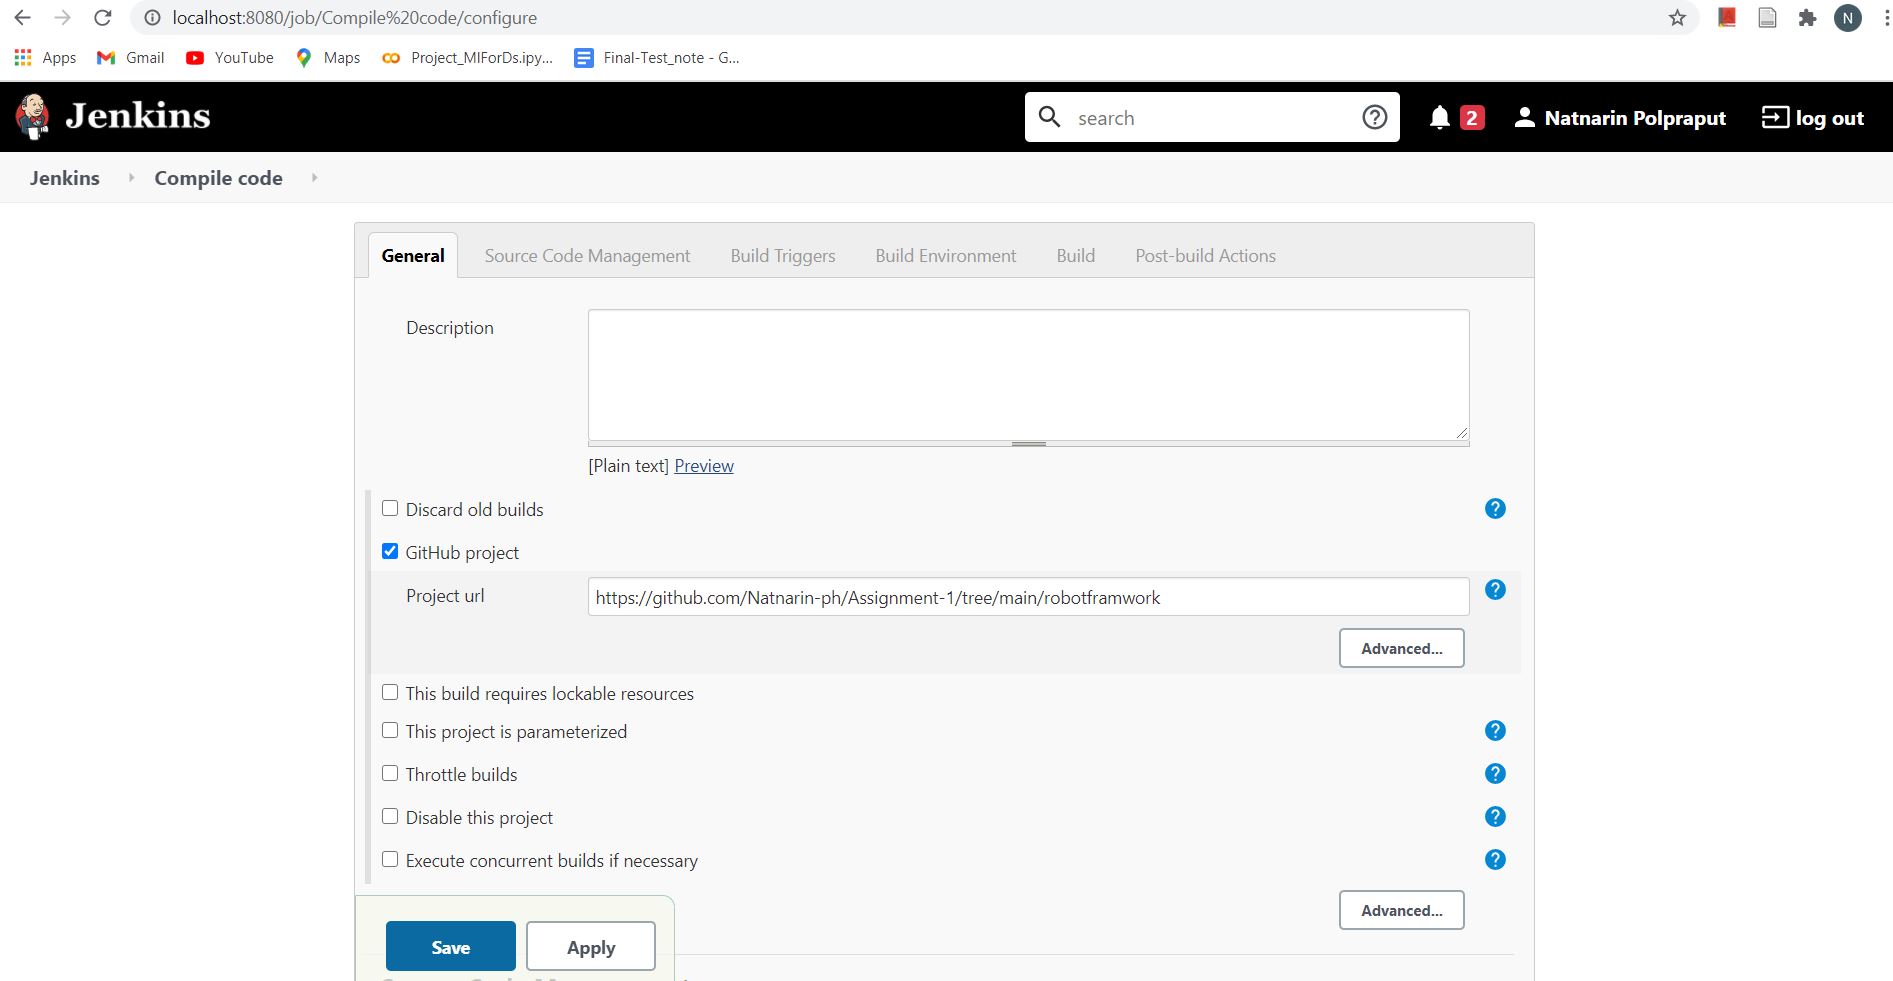 localhost:8080/job/Compile%20code/configure
N
Apps Gmail YouTube Maps Project_MlForDs.ipy... Final-Test_note - G...
Jenkins search 2 Natnarin Polpraput log out
Jenkins Compile code
General Source Code Management Build Triggers Build Environment Build Post-build Actions
Description
[Plain text] Preview
Discard old builds ?
GitHub project
Project url https://github.com/Natnarin-ph/Assignment-1/tree/main/robotframwork ?
Advanced...
This build requires lockable resources
This project is parameterized ?
Throttle builds ?
Disable this project ?
Execute concurrent builds if necessary ?
Advanced...
Save Apply